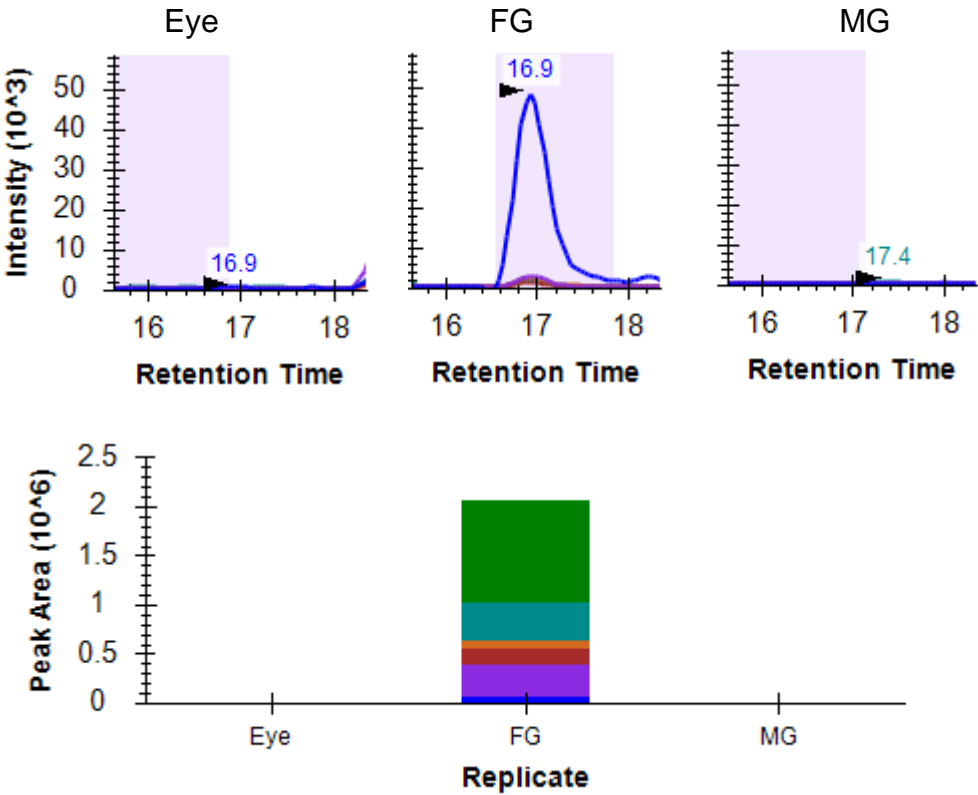 Eye FG MG
Intensity (10^3)
50
40
30
20
10
0
16.9
16.9
17.4
16 17 18 16 17 18 16 17 18
Retention Time Retention Time Retention Time
Peak Area (10^6)
2.5
2
1.5
1
0.5
0
Eye FG MG
Replicate